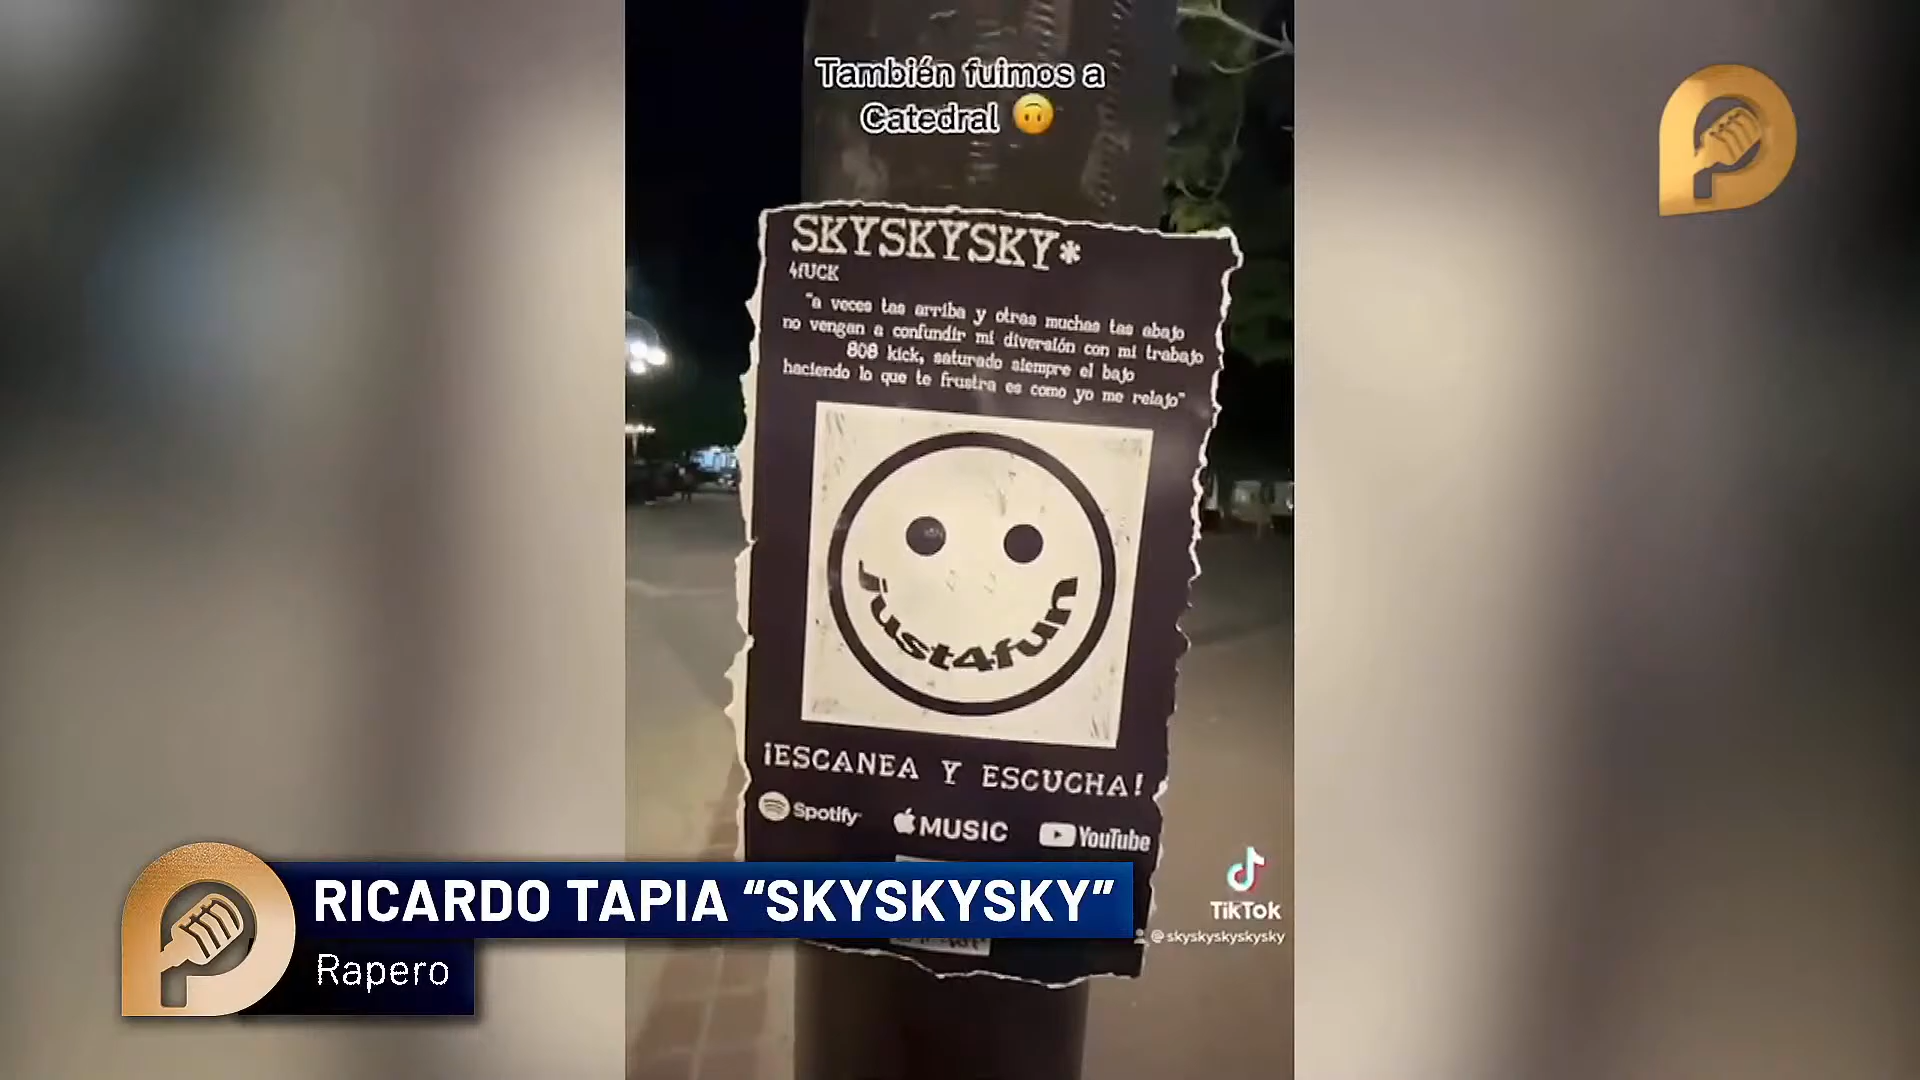 También fuimos a
Catedral 🙃
SKYSKYSKY*
4fUCK
"a veces tas arriba y otras muchas tas abajo
no vengan a confundir mi diversión con mi trabajo
808 kick, saturado siempre el bajo
haciendo lo que te frustra es como yo me relajo"
just4fun
¡ESCANEA Y ESCUCHA!
Spotify
MUSIC
YouTube
RICARDO TAPIA “SKYSKYSKY”
Rapero
TikTok
@skyskyskyskysky